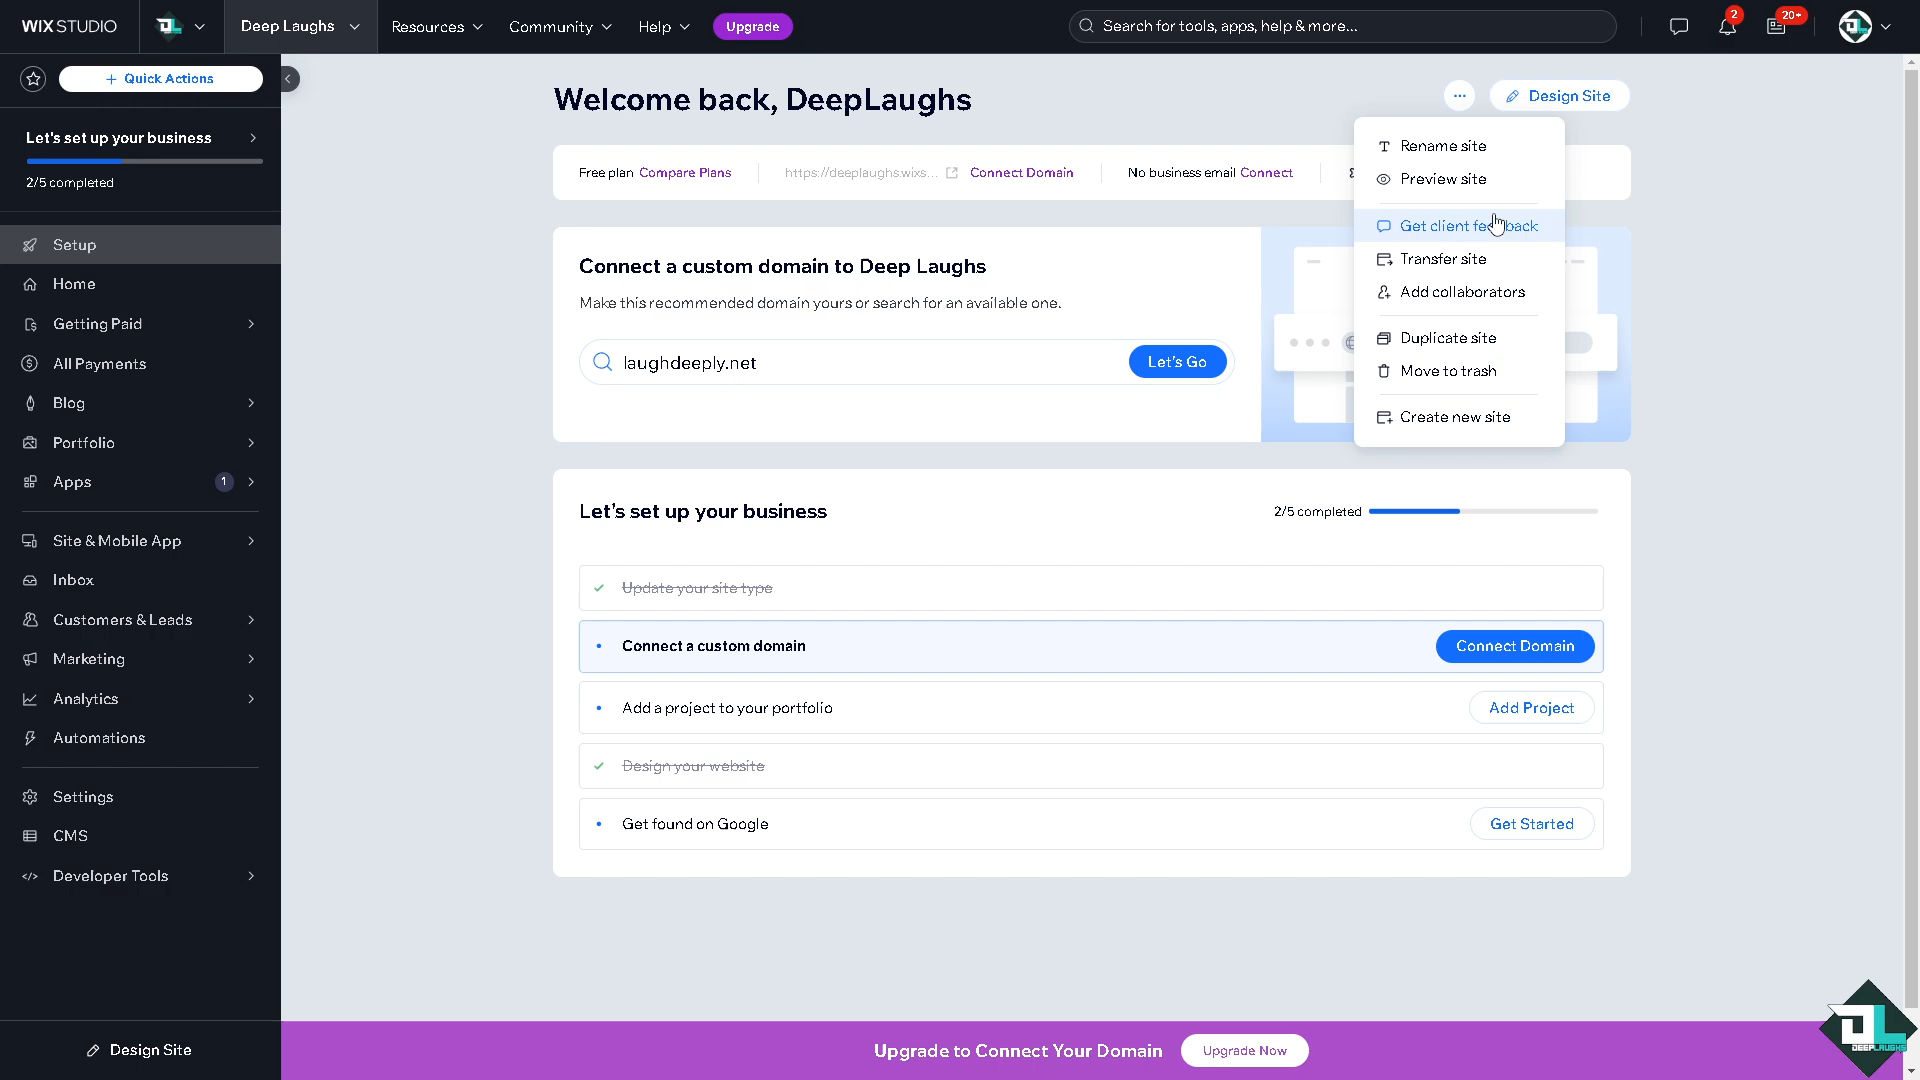 WIX STUDIO
Deep Laughs
Resources
Community
Help
Upgrade
Search for tools, apps, help & more...
2
20+
Quick Actions
Let's set up your business
2/5 completed
Setup
Home
Getting Paid
All Payments
Blog
Portfolio
Apps
1
Site & Mobile App
Inbox
Customers & Leads
Marketing
Analytics
Automations
Settings
CMS
Developer Tools
Design Site
Welcome back, DeepLaughs
Design Site
Free plan Compare Plans
https://deeplaughs.wixs... Connect Domain
No business email Connect
Rename site
Preview site
Get client feedback
Transfer site
Add collaborators
Duplicate site
Move to trash
Create new site
Connect a custom domain to Deep Laughs
Make this recommended domain yours or search for an available one.
laughdeeply.net
Let's Go
Let's set up your business
2/5 completed
Update your site type
Connect a custom domain
Connect Domain
Add a project to your portfolio
Add Project
Design your website
Get found on Google
Get Started
Upgrade to Connect Your Domain
Upgrade Now
DL
DEEPLAUGHS